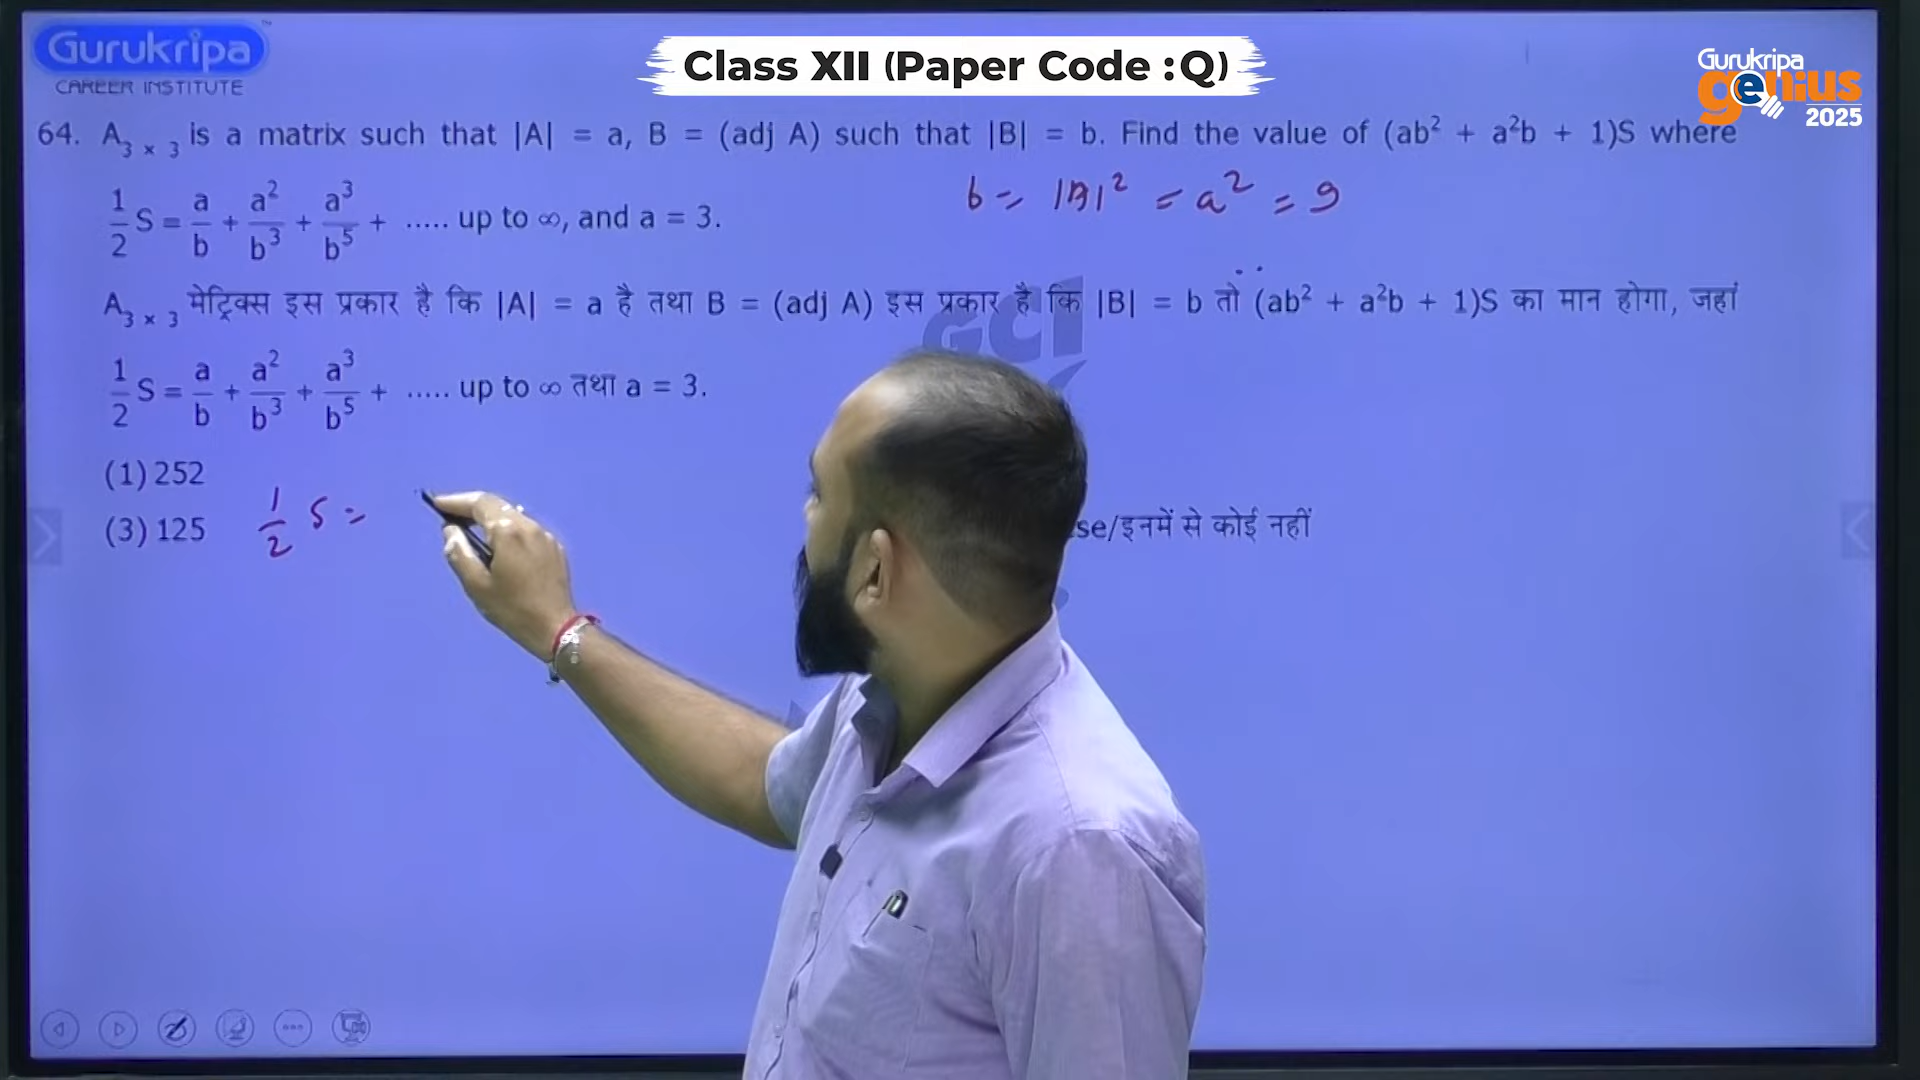 Gurukripa
CAREER INSTITUTE
Class XII (Paper Code :Q)
Gurukripa
genius
2025
64. A₃ ₓ ₃ is a matrix such that |A| = a, B = (adj A) such that |B| = b. Find the value of (ab² + a²b + 1)S where
1/2 S = a/b + a²/b³ + a³/b⁵ + ..... up to ∞, and a = 3.
b = |A|² = a² = 9
A₃ ₓ ₃ मेट्रिक्स इस प्रकार है कि |A| = a है तथा B = (adj A) इस प्रकार है कि |B| = b तो (ab² + a²b + 1)S का मान होगा, जहां
1/2 S = a/b + a²/b³ + a³/b⁵ + ..... up to ∞ तथा a = 3.
GCI
(1) 252
(3) 125
1/2 S =
se/इनमें से कोई नहीं